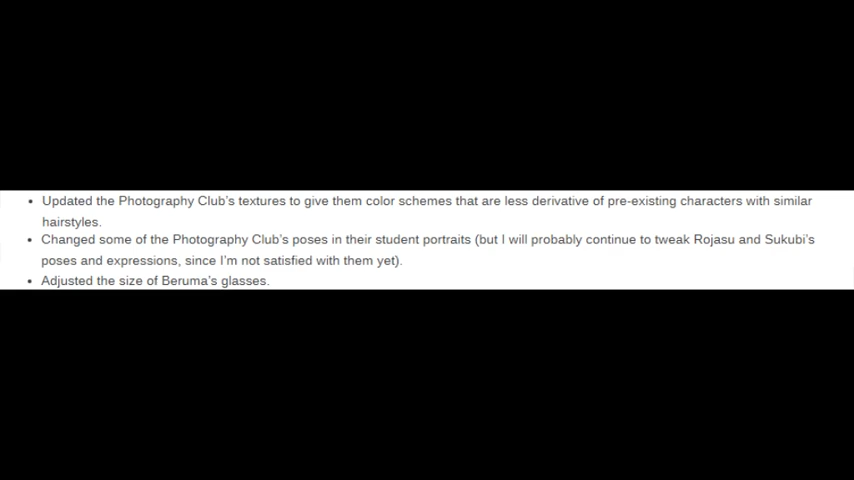 • Updated the Photography Club’s textures to give them color schemes that are less derivative of pre-existing characters with similar
hairstyles.
• Changed some of the Photography Club’s poses in their student portraits (but I will probably continue to tweak Rojasu and Sukubi’s
poses and expressions, since I’m not satisfied with them yet).
• Adjusted the size of Beruma’s glasses.